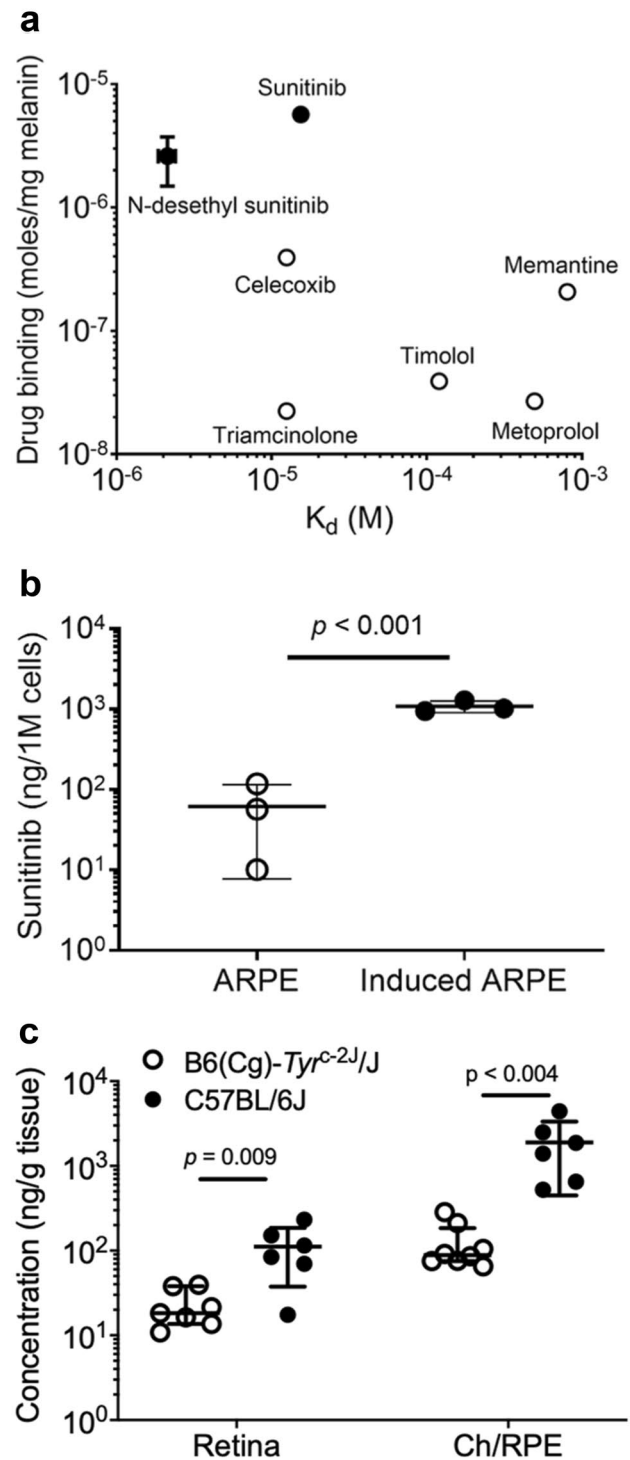 a
Drug binding (moles/mg melanin)
10⁻⁵
10⁻⁶
10⁻⁷
10⁻⁸
Sunitinib
N-desethyl sunitinib
Celecoxib
Memantine
Timolol
Triamcinolone
Metoprolol
10⁻⁶ 10⁻⁵ 10⁻⁴ 10⁻³
K_d (M)
b
Sunitinib (ng/1M cells)
p < 0.001
10⁴
10³
10²
10¹
10⁰
ARPE Induced ARPE
c
B6(Cg)-Tyrᶜ⁻²ᴶ/J
C57BL/6J
Concentration (ng/g tissue)
10⁴
10³
10²
10¹
10⁰
p = 0.009
p < 0.004
Retina Ch/RPE